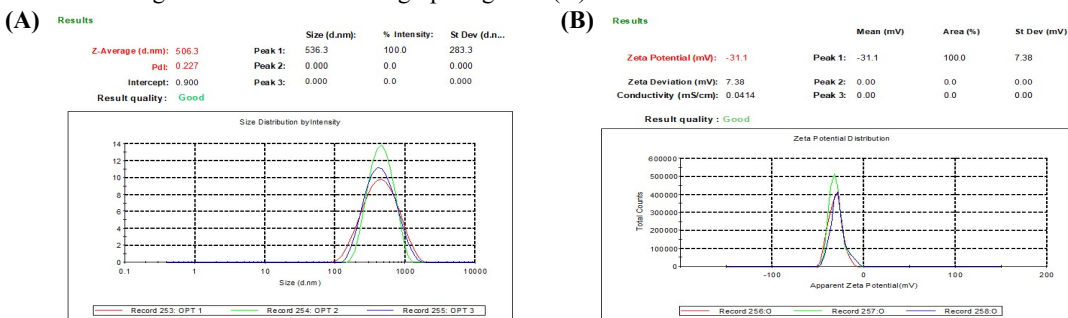 (A)
Results
Size (d.nm): % Intensity: St Dev (d.n...
Z-Average (d.nm): 506.3 Peak 1: 536.3 100.0 283.3
PdI: 0.227 Peak 2: 0.000 0.0 0.000
Intercept: 0.900 Peak 3: 0.000 0.0 0.000
Result quality: Good
Size Distribution by Intensity
14
12
10
8
6
4
2
0
0.1 1 10 100 1000 10000
Size (d.nm)
Record 253: OPT 1 Record 254: OPT 2 Record 255: OPT 3
(B)
Results
Mean (mV) Area (%) St Dev (mV)
Zeta Potential (mV): -31.1 Peak 1: -31.1 100.0 7.38
Zeta Deviation (mV): 7.38 Peak 2: 0.00 0.0 0.00
Conductivity (mS/cm): 0.0414 Peak 3: 0.00 0.0 0.00
Result quality : Good
Zeta Potential Distribution
Total Counts
600000
500000
400000
300000
200000
100000
0
-100 0 100 200
Apparent Zeta Potential (mV)
Record 256:O Record 257:O Record 258:O